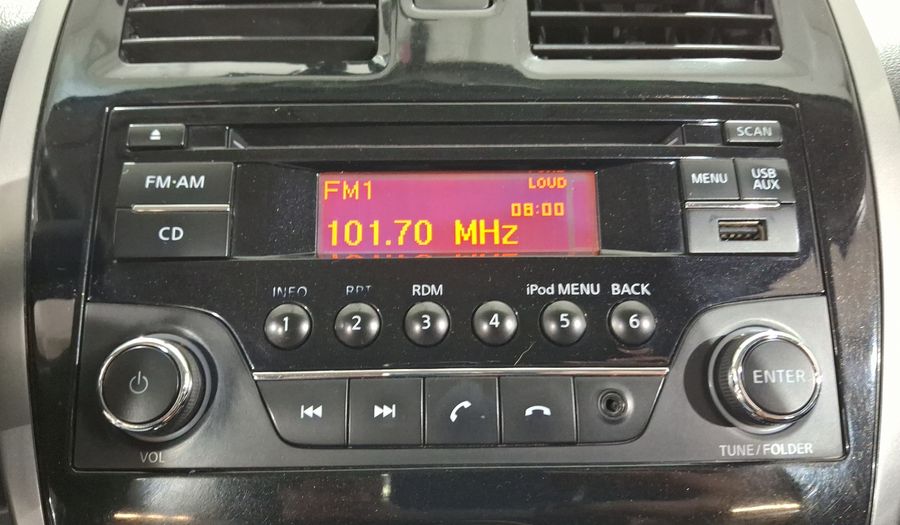 SCAN
FM·AM
CD
FM1
LOUD
08:00
101.70 MHz
MENU
USB
AUX
INFO
RPT
RDM
iPod MENU
BACK
1
2
3
4
5
6
ENTER
VOL
TUNE/FOLDER